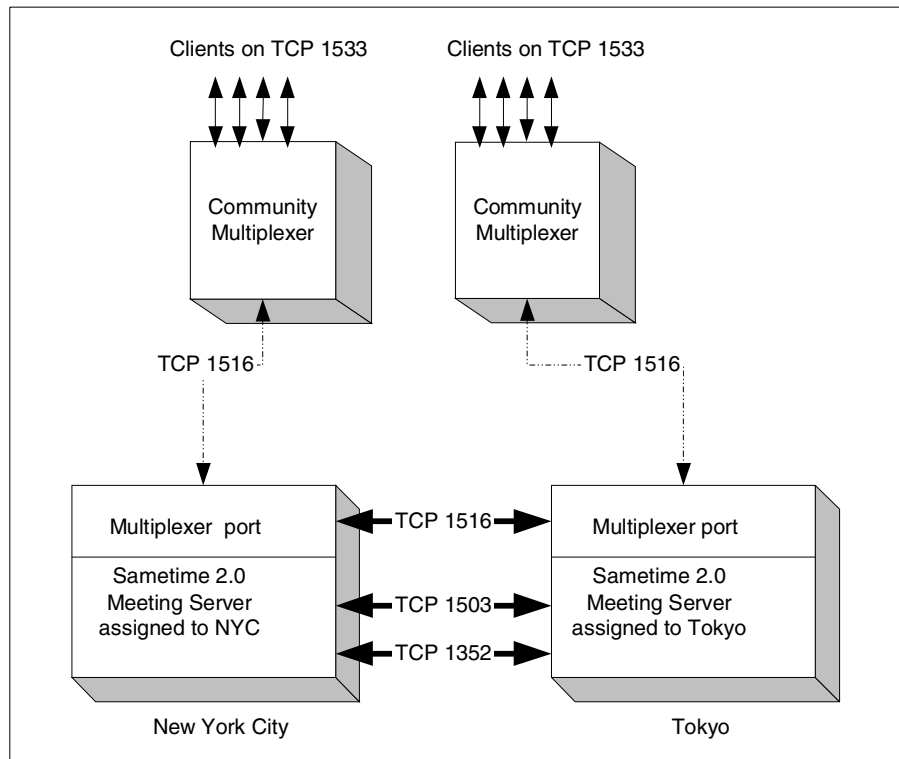 Clients on TCP 1533
Clients on TCP 1533
Community
Multiplexer
Community
Multiplexer
TCP 1516
TCP 1516
Multiplexer port
TCP 1516
Multiplexer port
Sametime 2.0
Meeting Server
assigned to NYC
TCP 1503
TCP 1352
Sametime 2.0
Meeting Server
assigned to Tokyo
New York City
Tokyo